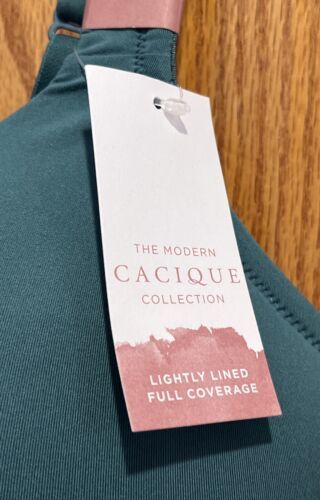 THE MODERN
CACIQUE
COLLECTION
LIGHTLY LINED
FULL COVERAGE